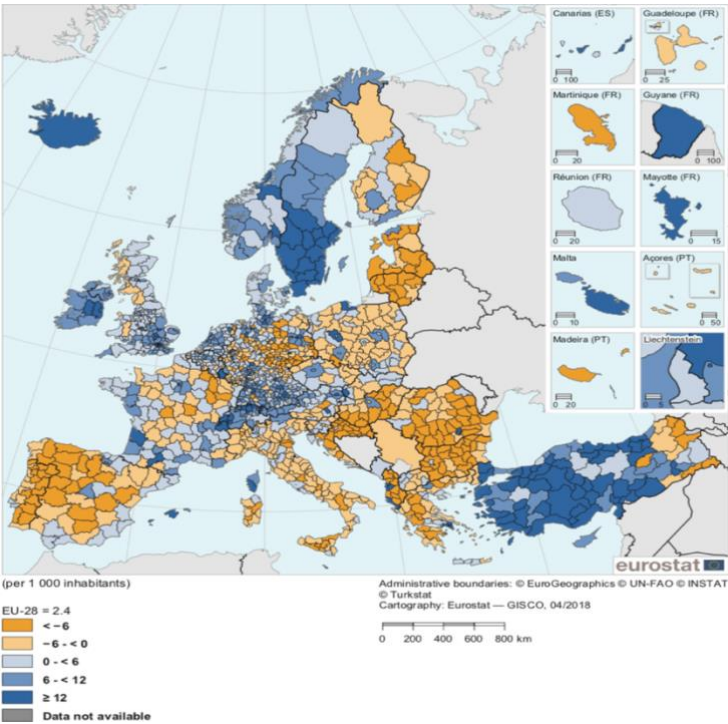 Canarias (ES)
0 100
Guadeloupe (FR)
0 25
Martinique (FR)
0 20
Guyane (FR)
0 100
Réunion (FR)
0 20
Mayotte (FR)
0 15
Malta
0 10
Açores (PT)
0 50
Madeira (PT)
0 20
Liechtenstein
eurostat
(per 1 000 inhabitants)
EU-28 = 2.4
< −6
−6 - < 0
0 - < 6
6 - < 12
≥ 12
Data not available
Administrative boundaries: © EuroGeographics © UN-FAO © INSTAT
© Turkstat
Cartography: Eurostat — GISCO, 04/2018
0 200 400 600 800 km